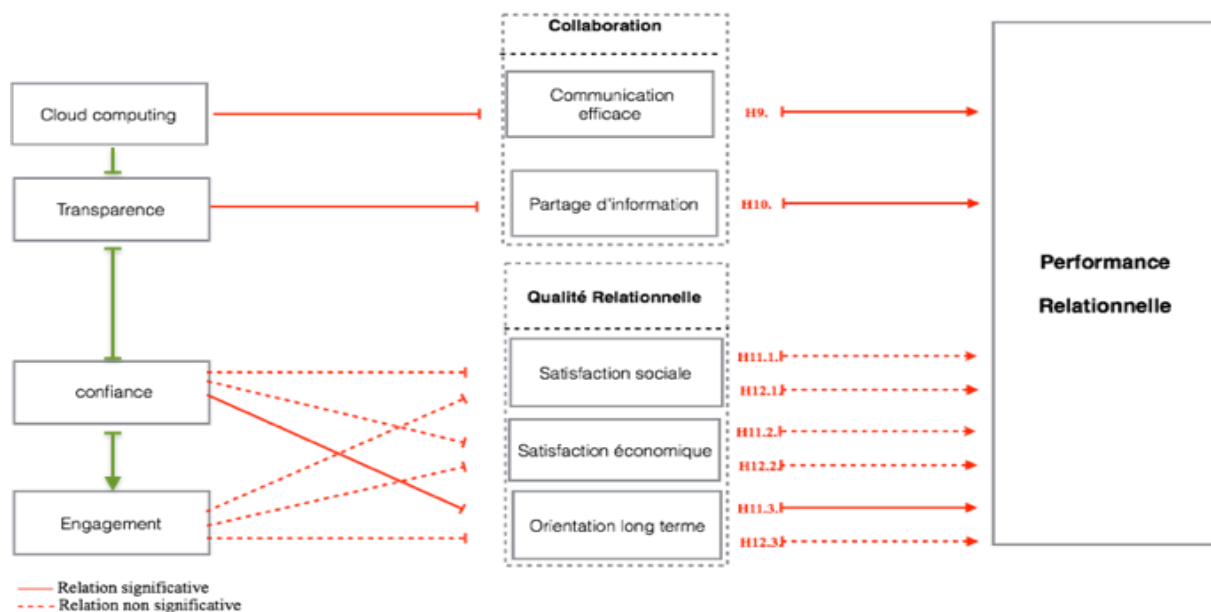 Collaboration
Cloud computing
Communication
efficace
H9.
Transparence
Partage d'information
H10.
Performance
Relationnelle
Qualité Relationnelle
confiance
Satisfaction sociale
H11.1.
H12.1.
Satisfaction économique
H11.2.
H12.2.
Engagement
Orientation long terme
H11.3.
H12.3.
Relation significative
Relation non significative